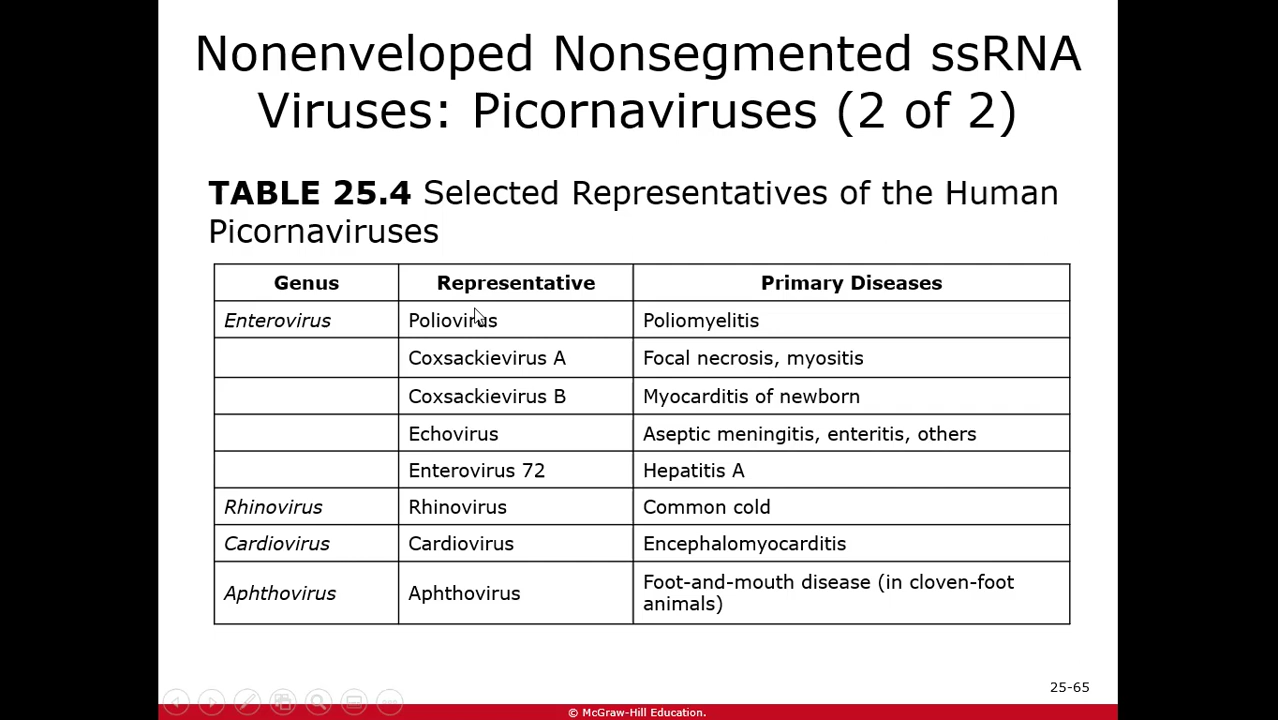 Nonenveloped Nonsegmented ssRNA
Viruses: Picornaviruses (2 of 2)
TABLE 25.4 Selected Representatives of the Human
Picornaviruses
Genus Representative Primary Diseases
Enterovirus Poliovirus Poliomyelitis
Coxsackievirus A Focal necrosis, myositis
Coxsackievirus B Myocarditis of newborn
Echovirus Aseptic meningitis, enteritis, others
Enterovirus 72 Hepatitis A
Rhinovirus Rhinovirus Common cold
Cardiovirus Cardiovirus Encephalomyocarditis
Aphthovirus Aphthovirus Foot-and-mouth disease (in cloven-foot
animals)
25-65
© McGraw-Hill Education.